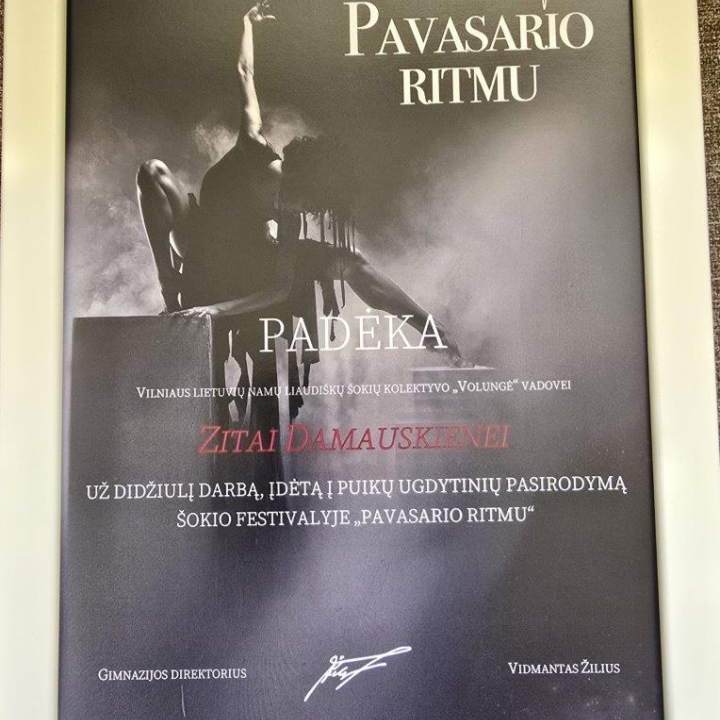 PAVASARIO
RITMU
PADĖKA
VILNIAUS LIETUVIŲ NAMŲ LIAUDIŠKŲ ŠOKIŲ KOLEKTYVO „VOLUNGĖ“ VADOVEI
ZITAI DAMAUSKIENEI
UŽ DIDŽIULĮ DARBĄ, ĮDĖTĄ Į PUIKŲ UGDYTINIŲ PASIRODYMĄ
ŠOKIO FESTIVALYJE „PAVASARIO RITMU“
GIMNAZIJOS DIREKTORIUS VIDMANTAS ŽILIUS